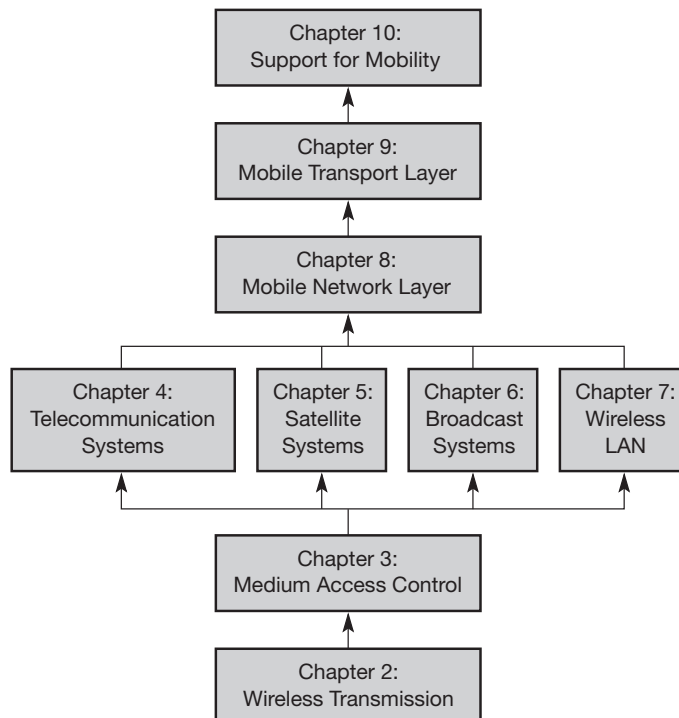 Chapter 10:
Support for Mobility
Chapter 9:
Mobile Transport Layer
Chapter 8:
Mobile Network Layer
Chapter 4:
Telecommunication
Systems
Chapter 5:
Satellite
Systems
Chapter 6:
Broadcast
Systems
Chapter 7:
Wireless
LAN
Chapter 3:
Medium Access Control
Chapter 2:
Wireless Transmission